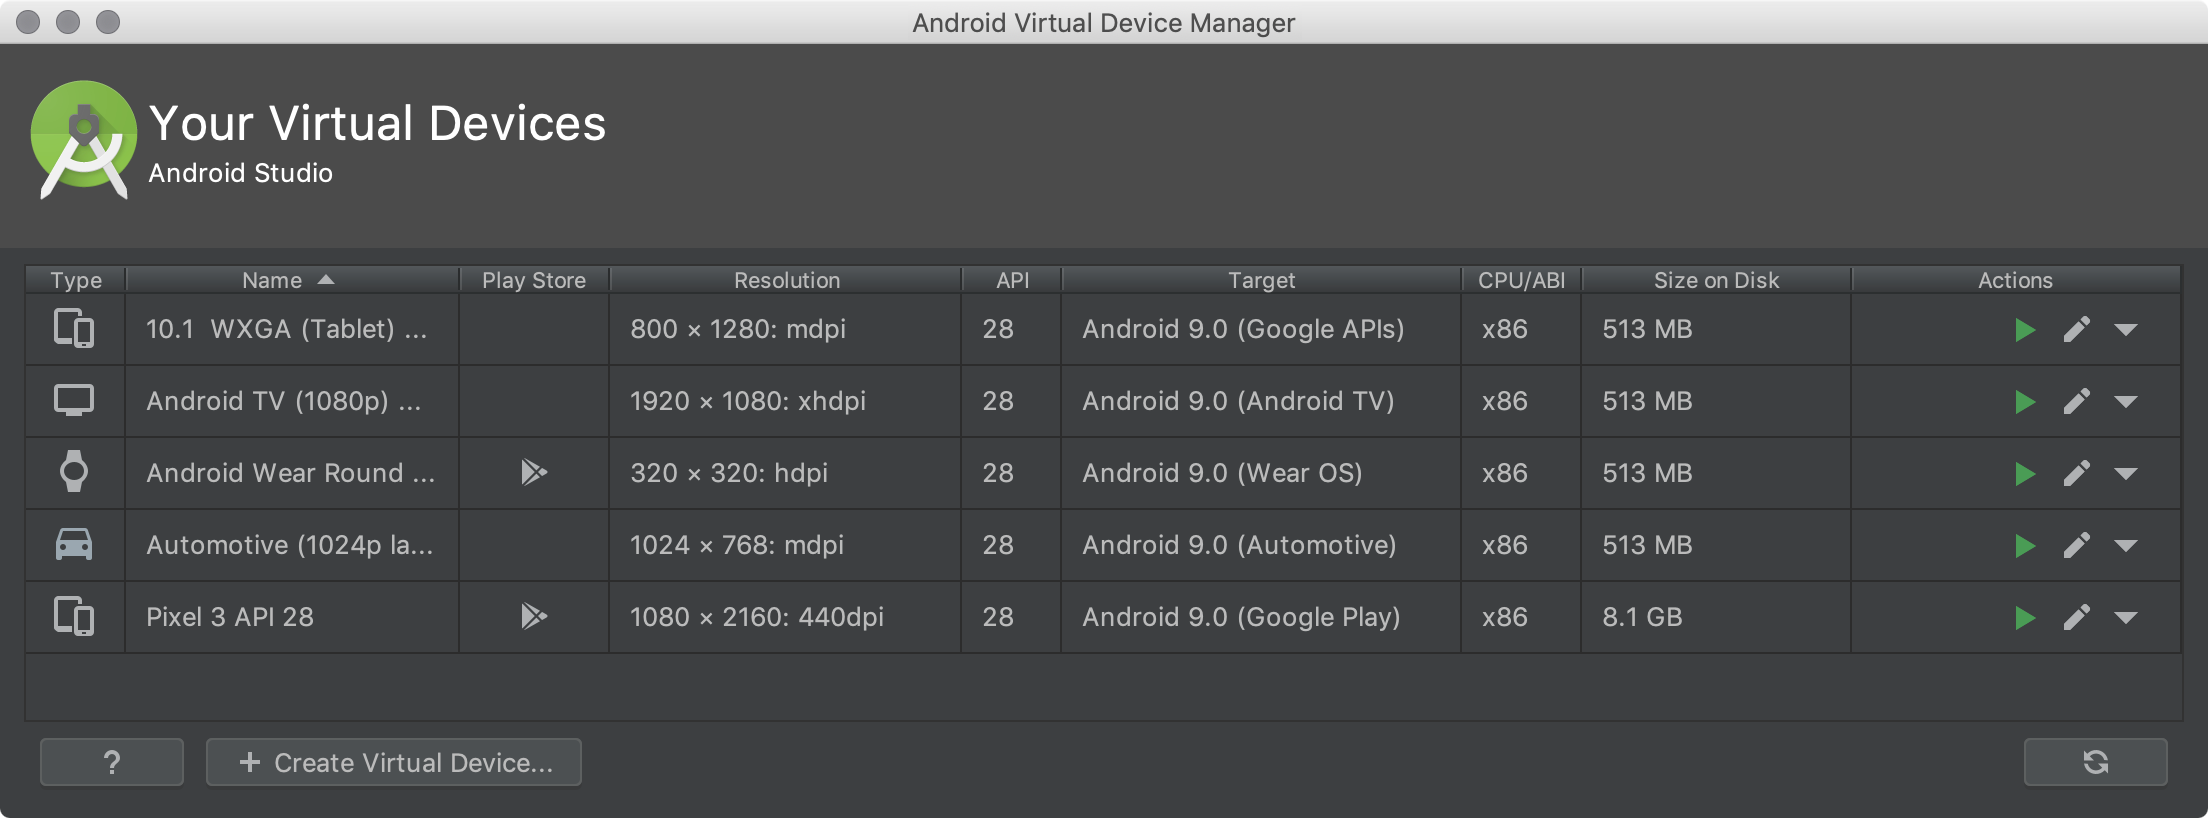 Android Virtual Device Manager
Your Virtual Devices
Android Studio
Type Name Play Store Resolution API Target CPU/ABI Size on Disk Actions
10.1 WXGA (Tablet) ... 800 × 1280: mdpi 28 Android 9.0 (Google APIs) x86 513 MB
Android TV (1080p) ... 1920 × 1080: xhdpi 28 Android 9.0 (Android TV) x86 513 MB
Android Wear Round ... 320 × 320: hdpi 28 Android 9.0 (Wear OS) x86 513 MB
Automotive (1024p la... 1024 × 768: mdpi 28 Android 9.0 (Automotive) x86 513 MB
Pixel 3 API 28 1080 × 2160: 440dpi 28 Android 9.0 (Google Play) x86 8.1 GB
? + Create Virtual Device...